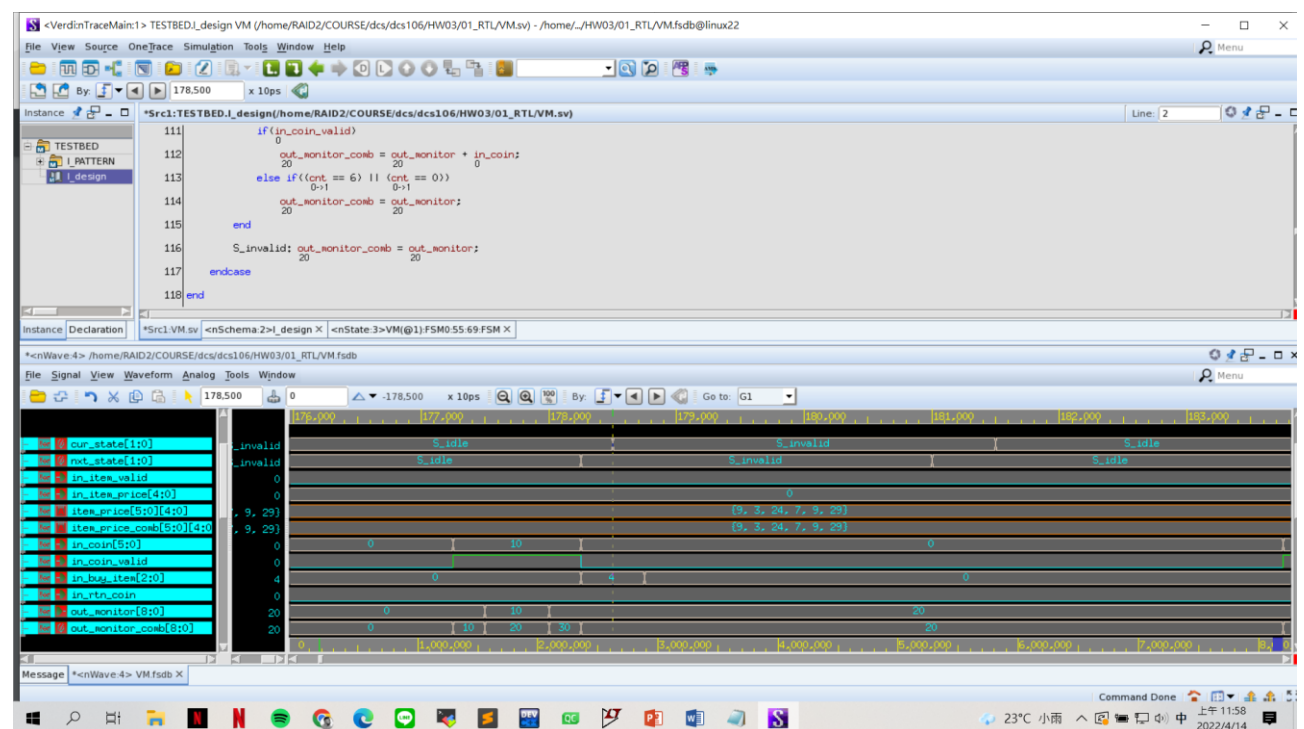 <Verdi:nTraceMain:1> TESTBED.I_design VM (/home/RAID2/COURSE/dcs/dcs106/HW03/01_RTL/VM.sv) - /home/.../HW03/01_RTL/VM.fsdb@linux22
File View Source OneTrace Simulation Tools Window Help
Menu
By: 178,500 x 10ps
Instance
*Src1:TESTBED.I_design(/home/RAID2/COURSE/dcs/dcs106/HW03/01_RTL/VM.sv)
Line: 2
TESTBED
I_PATTERN
I_design
111 if(in_coin_valid)
0
112 out_monitor_comb = out_monitor + in_coin;
20 20 0
113 else if((cnt == 6) || (cnt == 0))
0->1 0->1
114 out_monitor_comb = out_monitor;
20 20
115 end
116 S_invalid: out_monitor_comb = out_monitor;
20 20
117 endcase
118 end
Instance Declaration
*Src1:VM.sv <nSchema:2>I_design × <nState:3>VM(@1):FSM0:55:69:FSM ×
*<nWave:4> /home/RAID2/COURSE/dcs/dcs106/HW03/01_RTL/VM.fsdb
File Signal View Waveform Analog Tools Window
Menu
178,500 0 -178,500 x 10ps 100 By: Go to: G1
176,000 177,000 178,000 179,000 180,000 181,000 182,000 183,000
cur_state[1:0] _invalid S_idle S_invalid S_idle
nxt_state[1:0] S_invalid S_idle S_invalid S_idle
in_item_valid 0
in_item_price[4:0] 0 0
item_price[5:0][4:0] , 9, 29} {9, 3, 24, 7, 9, 29}
item_price_comb[5:0][4:0 , 9, 29} {9, 3, 24, 7, 9, 29}
in_coin[5:0] 0 0 10 0
in_coin_valid 0
in_buy_item[2:0] 4 0 4 0
in_rtn_coin 0
out_monitor[8:0] 20 0 10 20
out_monitor_comb[8:0] 20 0 10 20 30 20
0 1,000,000 2,000,000 3,000,000 4,000,000 5,000,000 6,000,000 7,000,000 8, 0
Message *<nWave:4> VM.fsdb ×
Command Done
23°C 小雨 中 上午 11:58
2022/4/14